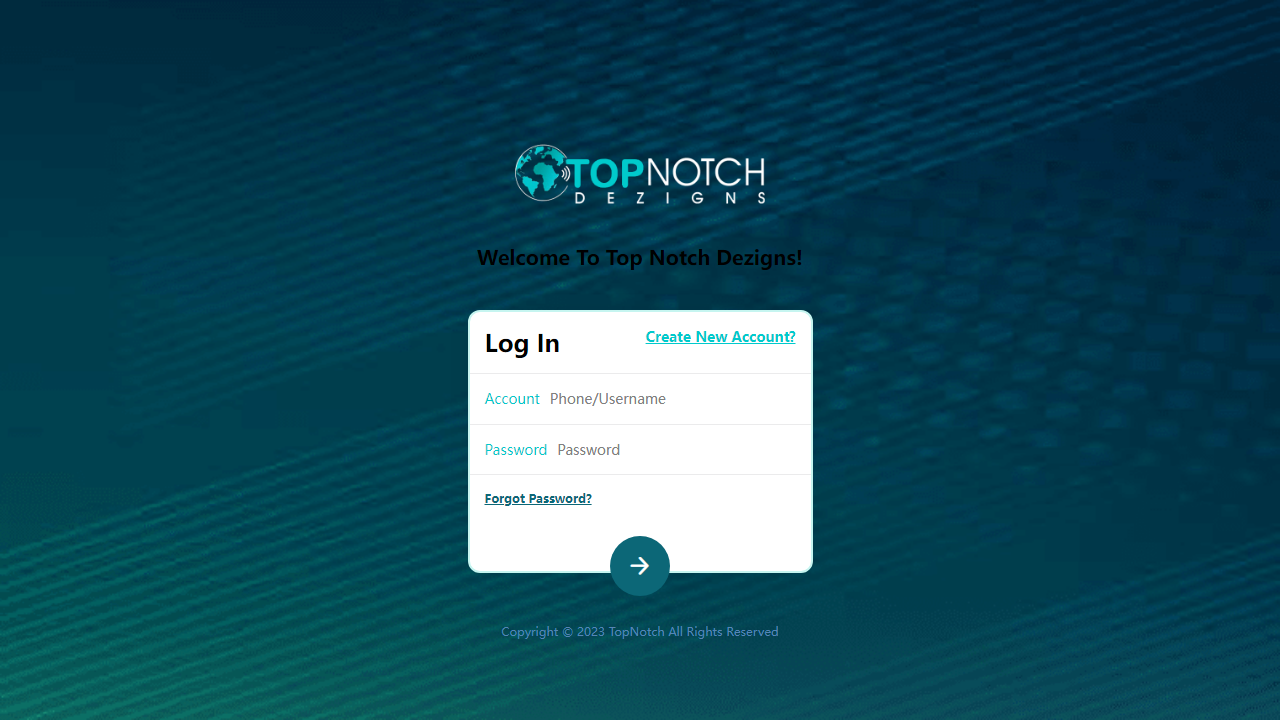 TOPNOTCH
DEZIGNS
Welcome To Top Notch Dezigns!
Log In
Create New Account?
Account Phone/Username
Password Password
Forgot Password?
Copyright © 2023 TopNotch All Rights Reserved